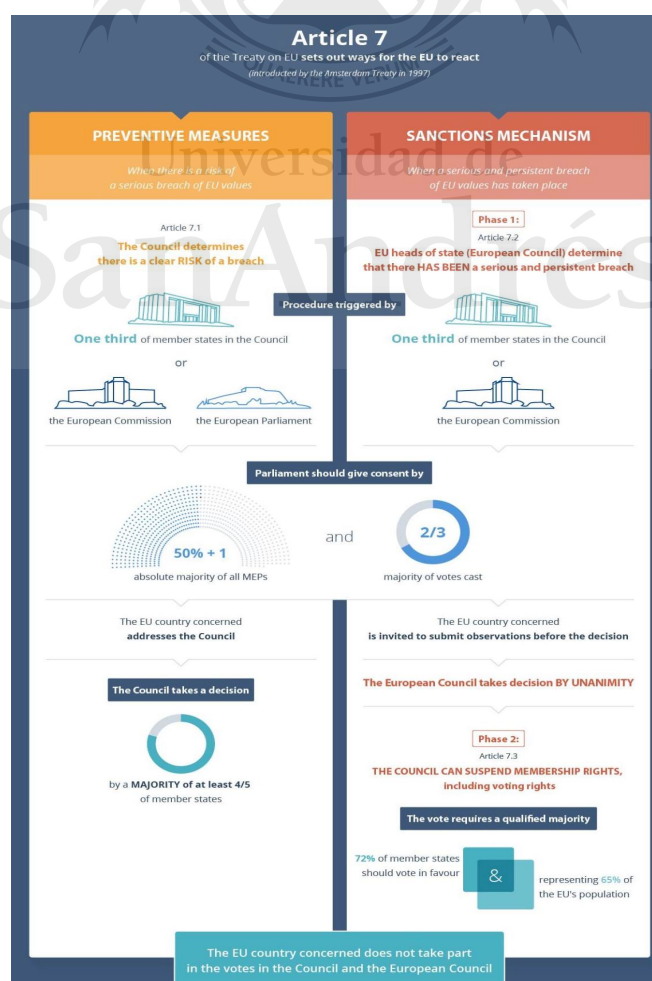 Article 7
of the Treaty on EU sets out ways for the EU to react
(introduced by the Amsterdam Treaty in 1997)
QUAERERE VERUM
Universidad de
SanAndrés
PREVENTIVE MEASURES
When there is a risk of
a serious breach of EU values
Article 7.1
The Council determines
there is a clear RISK of a breach
SANCTIONS MECHANISM
When a serious and persistent breach
of EU values has taken place
Phase 1:
Article 7.2
EU heads of state (European Council) determine
that there HAS BEEN a serious and persistent breach
Procedure triggered by
One third of member states in the Council
or
the European Commission
the European Parliament
One third of member states in the Council
or
the European Commission
Parliament should give consent by
50% + 1
absolute majority of all MEPs
and
2/3
majority of votes cast
The EU country concerned
addresses the Council
The Council takes a decision
by a MAJORITY of at least 4/5
of member states
The EU country concerned
is invited to submit observations before the decision
The European Council takes decision BY UNANIMITY
Phase 2:
Article 7.3
THE COUNCIL CAN SUSPEND MEMBERSHIP RIGHTS,
including voting rights
The vote requires a qualified majority
72% of member states
should vote in favour
&
representing 65% of
the EU's population
The EU country concerned does not take part
in the votes in the Council and the European Council